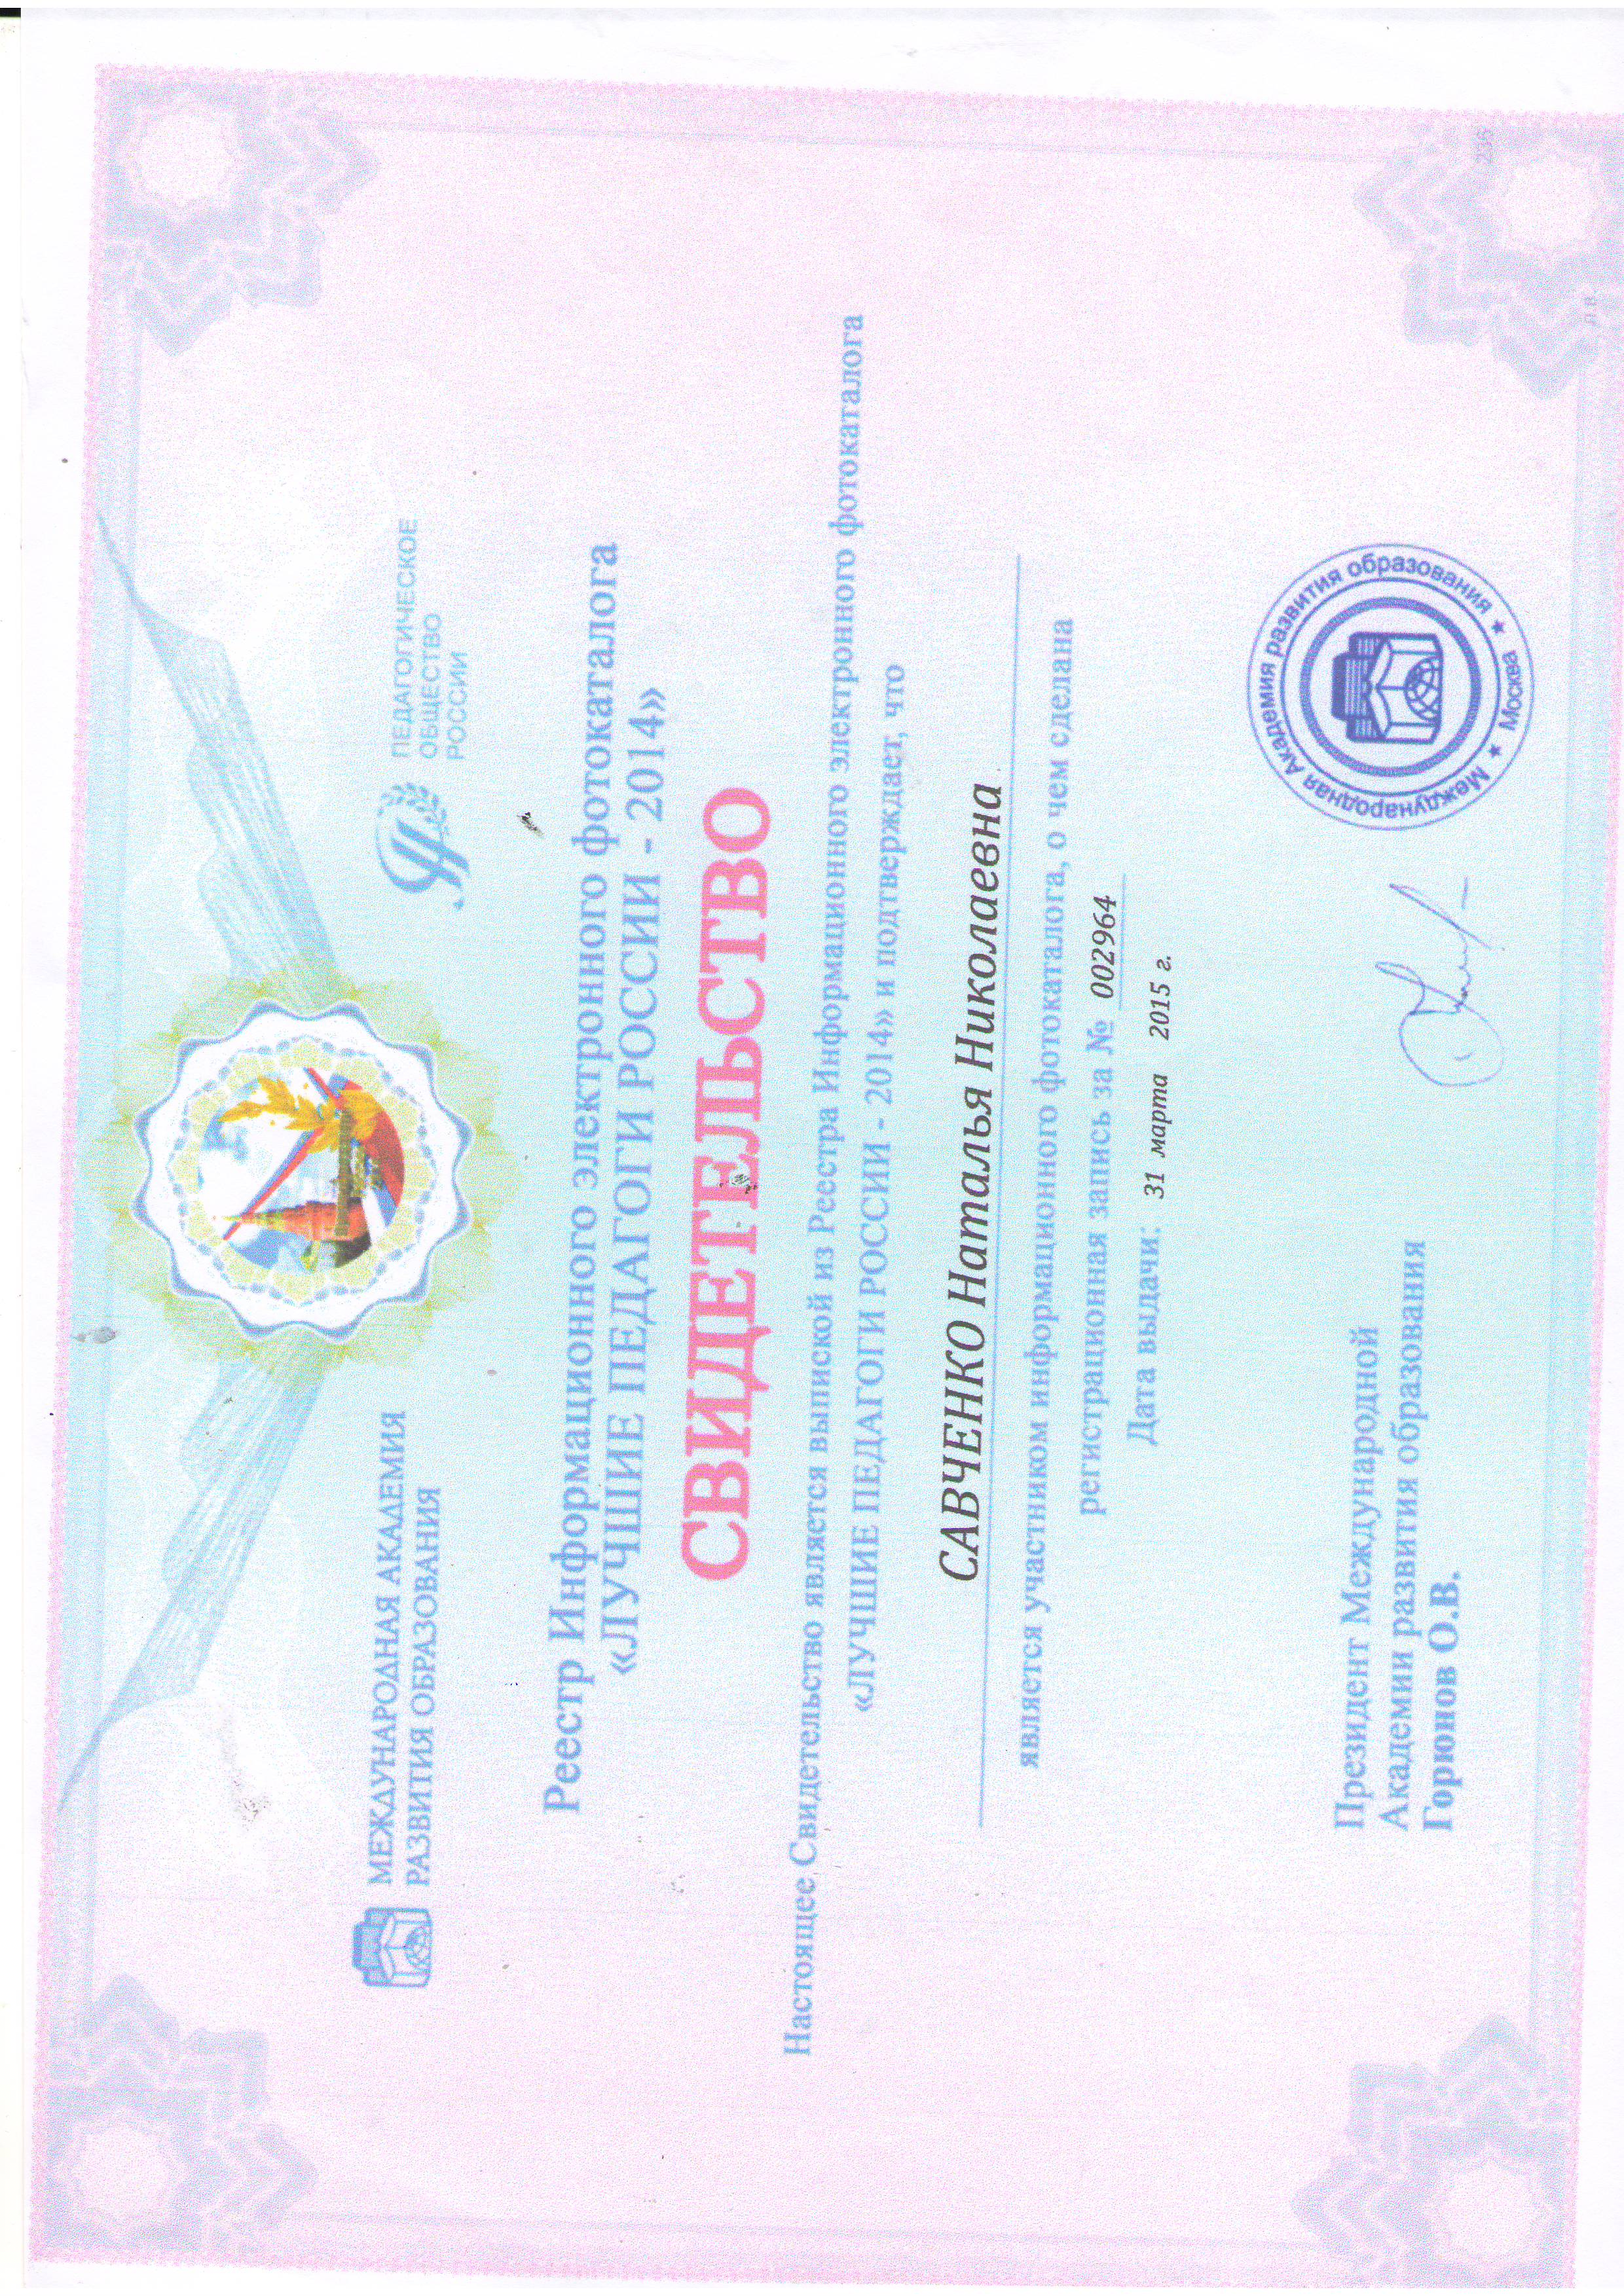 МЕЖДУНАРОДНАЯ АКАДЕМИЯ
РАЗВИТИЯ ОБРАЗОВАНИЯ
ПЕДАГОГИЧЕСКОЕ
ОБЩЕСТВО
РОССИИ
Реестр Информационного электронного фотокаталога
«ЛУЧШИЕ ПЕДАГОГИ РОССИИ - 2014»
СВИДЕТЕЛЬСТВО
Настоящее Свидетельство является выпиской из Реестра Информационного электронного фотокаталога
«ЛУЧШИЕ ПЕДАГОГИ РОССИИ - 2014» и подтверждает, что
САВЧЕНКО Наталья Николаевна
является участником информационного фотокаталога, о чем сделана
регистрационная запись за № 002964
Дата выдачи: 31 марта 2015 г.
Президент Международной
Академии развития образования
Горюнов О.В.
Международная Академия развития образования ★ Москва ★
236